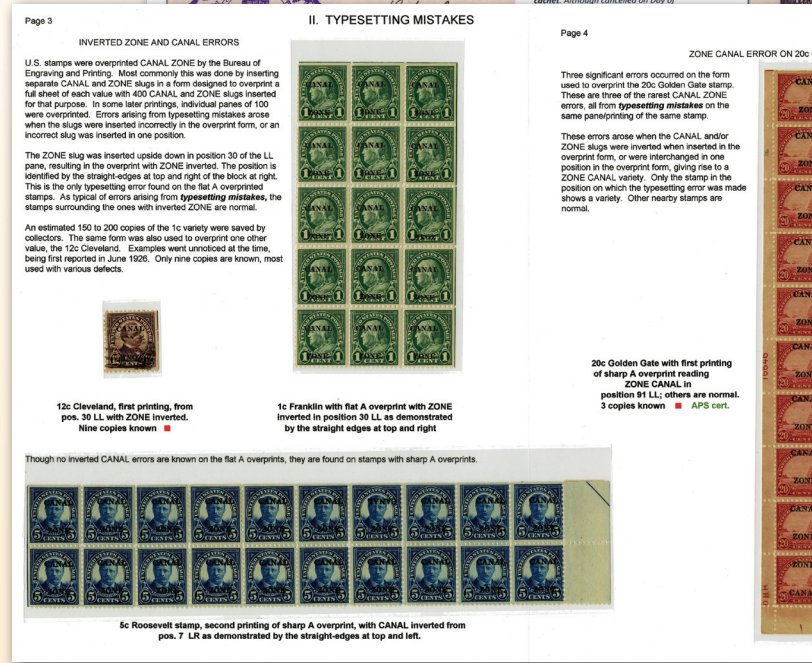 cachet. Although cancelled on Day of
Page 3
II. TYPESETTING MISTAKES
INVERTED ZONE AND CANAL ERRORS
U.S. stamps were overprinted CANAL ZONE by the Bureau of
Engraving and Printing. Most commonly this was done by inserting
separate CANAL and ZONE slugs in a form designed to overprint a
full sheet of each value with 400 CANAL and ZONE slugs inserted
for that purpose. In some later printings, individual panes of 100
were overprinted. Errors arising from typesetting mistakes arose
when the slugs were inserted incorrectly in the overprint form, or an
incorrect slug was inserted in one position.
The ZONE slug was inserted upside down in position 30 of the LL
pane, resulting in the overprint with ZONE inverted. The position is
identified by the straight-edges at top and right of the block at right.
This is the only typesetting error found on the flat A overprinted
stamps. As typical of errors arising from typesetting mistakes, the
stamps surrounding the ones with inverted ZONE are normal.
An estimated 150 to 200 copies of the 1c variety were saved by
collectors. The same form was also used to overprint one other
value, the 12c Cleveland. Examples went unnoticed at the time,
being first reported in June 1926. Only nine copies are known, most
used with various defects.
12c Cleveland, first printing, from
pos. 30 LL with ZONE inverted.
Nine copies known
1c Franklin with flat A overprint with ZONE
inverted in position 30 LL as demonstrated
by the straight edges at top and right
Though no inverted CANAL errors are known on the flat A overprints, they are found on stamps with sharp A overprints.
5c Roosevelt stamp, second printing of sharp A overprint, with CANAL inverted from
pos. 7 LR as demonstrated by the straight-edges at top and left.
Page 4
ZONE CANAL ERROR ON 20c
Three significant errors occurred on the form
used to overprint the 20c Golden Gate stamp.
These are three of the rarest CANAL ZONE
errors, all from typesetting mistakes on the
same pane/printing of the same stamp.
These errors arose when the CANAL and/or
ZONE slugs were inverted when inserted in the
overprint form, or were interchanged in one
position in the overprint form, giving rise to a
ZONE CANAL variety. Only the stamp in the
position on which the typesetting error was made
shows a variety. Other nearby stamps are
normal.
20c Golden Gate with first printing
of sharp A overprint reading
ZONE CANAL in
position 91 LL; others are normal.
3 copies known APS cert.